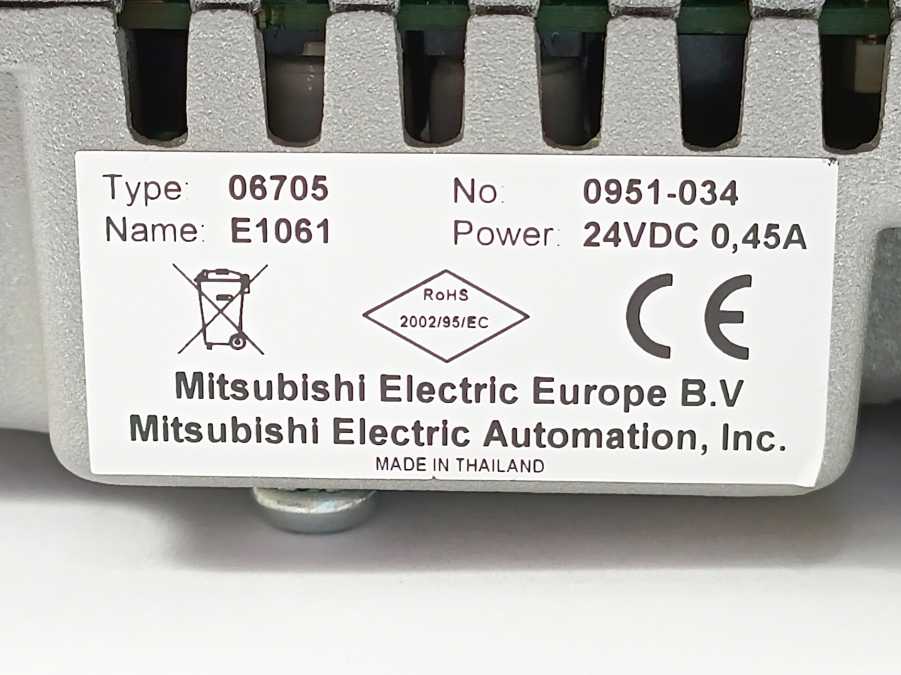 Type: 06705 No: 0951-034
Name: E1061 Power: 24VDC 0,45A
RoHS
2002/95/EC
CE
Mitsubishi Electric Europe B.V
Mitsubishi Electric Automation, Inc.
MADE IN THAILAND